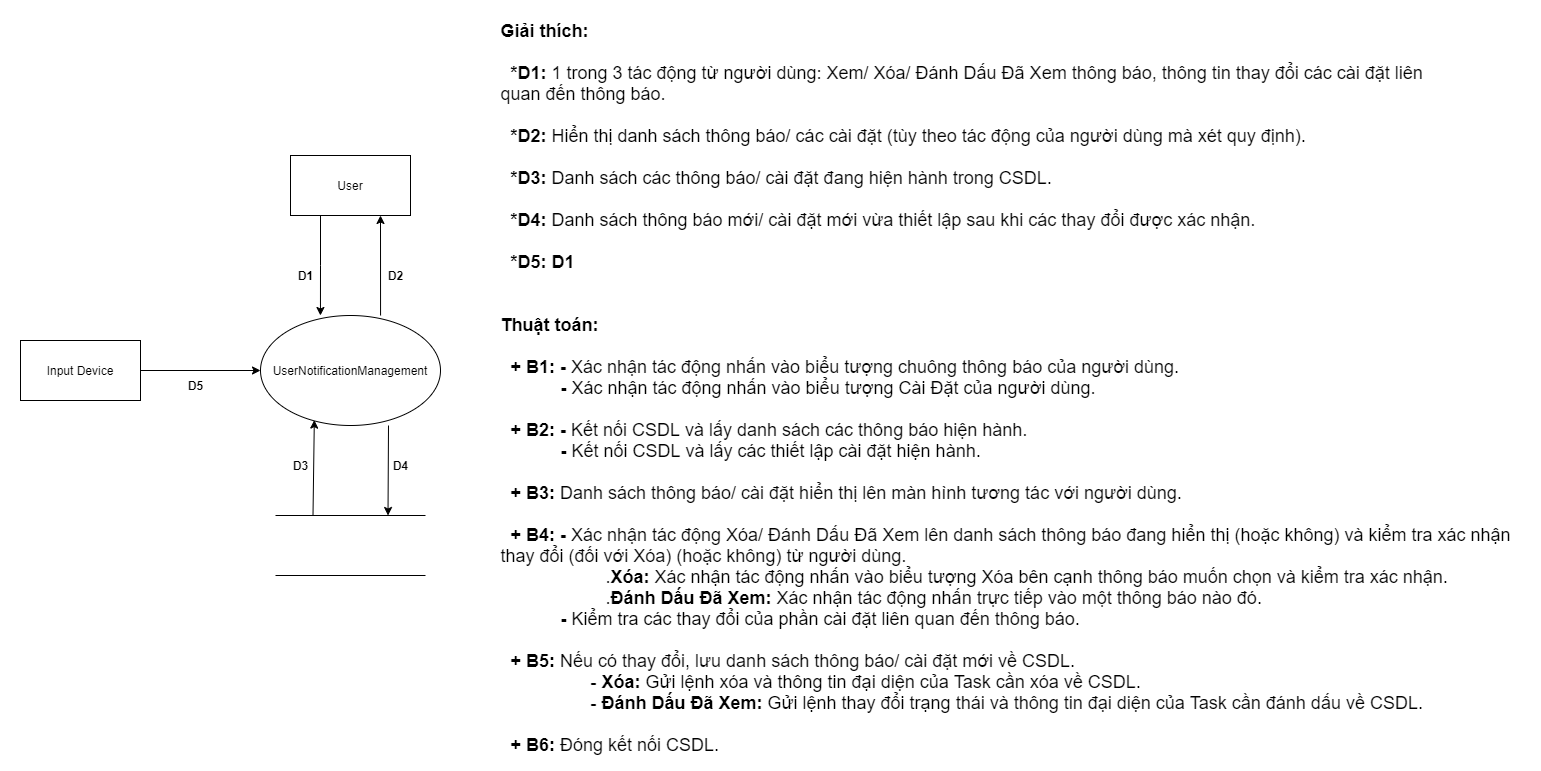 Giải thích:
*D1: 1 trong 3 tác động từ người dùng: Xem/ Xóa/ Đánh Dấu Đã Xem thông báo, thông tin thay đổi các cài đặt liên
quan đến thông báo.
*D2: Hiển thị danh sách thông báo/ các cài đặt (tùy theo tác động của người dùng mà xét quy định).
*D3: Danh sách các thông báo/ cài đặt đang hiện hành trong CSDL.
*D4: Danh sách thông báo mới/ cài đặt mới vừa thiết lập sau khi các thay đổi được xác nhận.
*D5: D1
User
D1
D2
Input Device
D5
UserNotificationManagement
D3
D4
Thuật toán:
+ B1: - Xác nhận tác động nhấn vào biểu tượng chuông thông báo của người dùng.
- Xác nhận tác động nhấn vào biểu tượng Cài Đặt của người dùng.
+ B2: - Kết nối CSDL và lấy danh sách các thông báo hiện hành.
- Kết nối CSDL và lấy các thiết lập cài đặt hiện hành.
+ B3: Danh sách thông báo/ cài đặt hiển thị lên màn hình tương tác với người dùng.
+ B4: - Xác nhận tác động Xóa/ Đánh Dấu Đã Xem lên danh sách thông báo đang hiển thị (hoặc không) và kiểm tra xác nhận
thay đổi (đối với Xóa) (hoặc không) từ người dùng.
.Xóa: Xác nhận tác động nhấn vào biểu tượng Xóa bên cạnh thông báo muốn chọn và kiểm tra xác nhận.
.Đánh Dấu Đã Xem: Xác nhận tác động nhấn trực tiếp vào một thông báo nào đó.
- Kiểm tra các thay đổi của phần cài đặt liên quan đến thông báo.
+ B5: Nếu có thay đổi, lưu danh sách thông báo/ cài đặt mới về CSDL.
- Xóa: Gửi lệnh xóa và thông tin đại diện của Task cần xóa về CSDL.
- Đánh Dấu Đã Xem: Gửi lệnh thay đổi trạng thái và thông tin đại diện của Task cần đánh dấu về CSDL.
+ B6: Đóng kết nối CSDL.